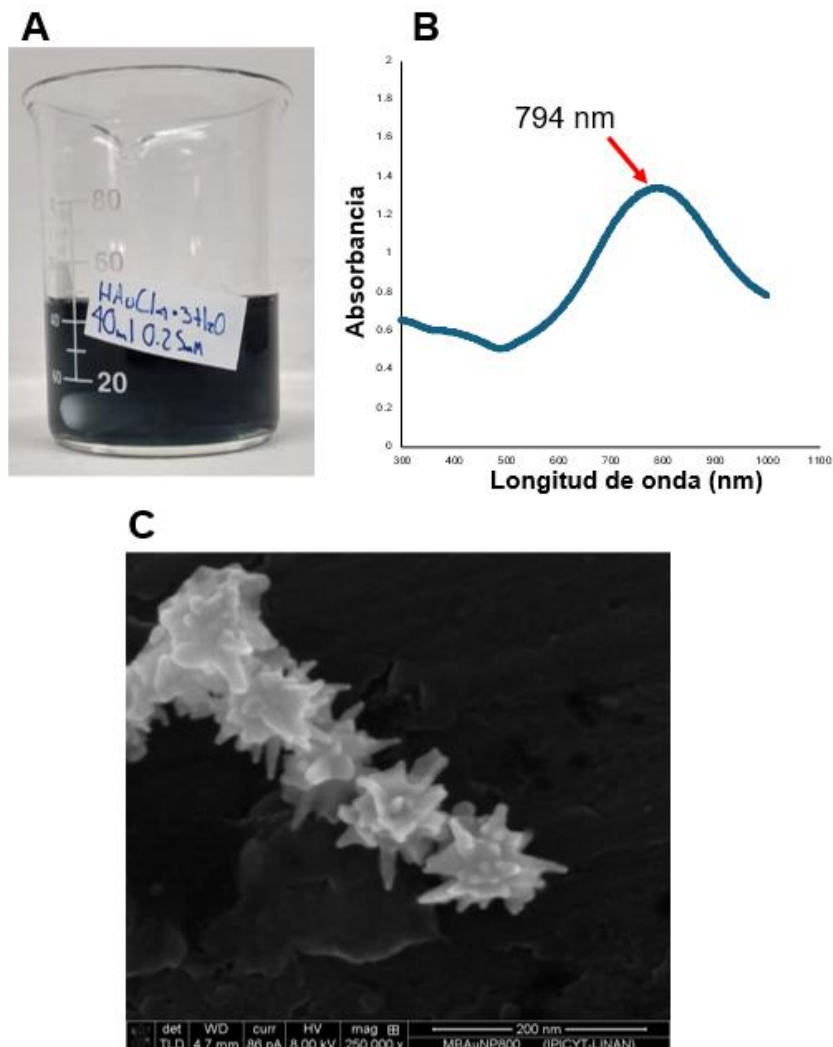 A
B
80
60
HAuCl4·3H2O
40ml 0.25mM
40
20
60
794 nm
Absorbancia
2
1.8
1.6
1.4
1.2
1
0.8
0.6
0.4
0.2
0
300 400 500 600 700 800 900 1000 1100
Longitud de onda (nm)
C
det WD curr HV mag 200 nm
TLD 4.7 mm 86 pA 8.00 kV 250 000 x MBAuNP800 (IPICYT-LINAN)